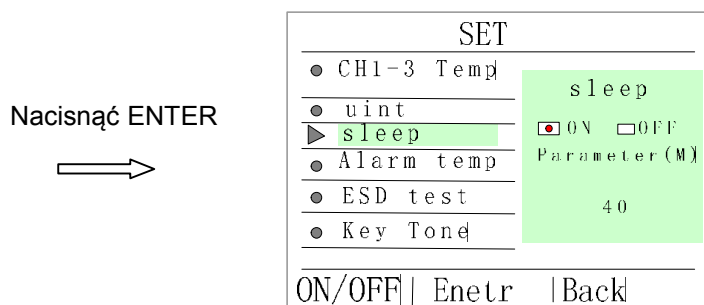 Nacisnąć ENTER
SET
CH1-3 Temp
uint
sleep
Alarm temp
ESD test
Key Tone
sleep
ON OFF
Parameter(M)
40
ON/OFF| Enetr |Back